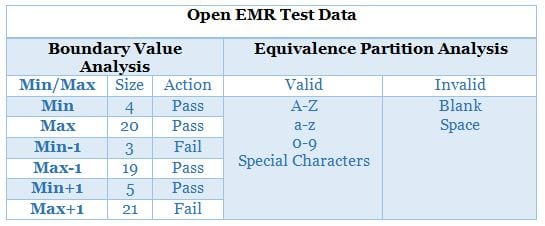 Open EMR Test Data
Boundary Value Analysis
Equivalence Partition Analysis
Min/Max Size Action Valid Invalid
Min 4 Pass A-Z Blank
Max 20 Pass a-z Space
Min-1 3 Fail 0-9
Max-1 19 Pass Special Characters
Min+1 5 Pass
Max+1 21 Fail